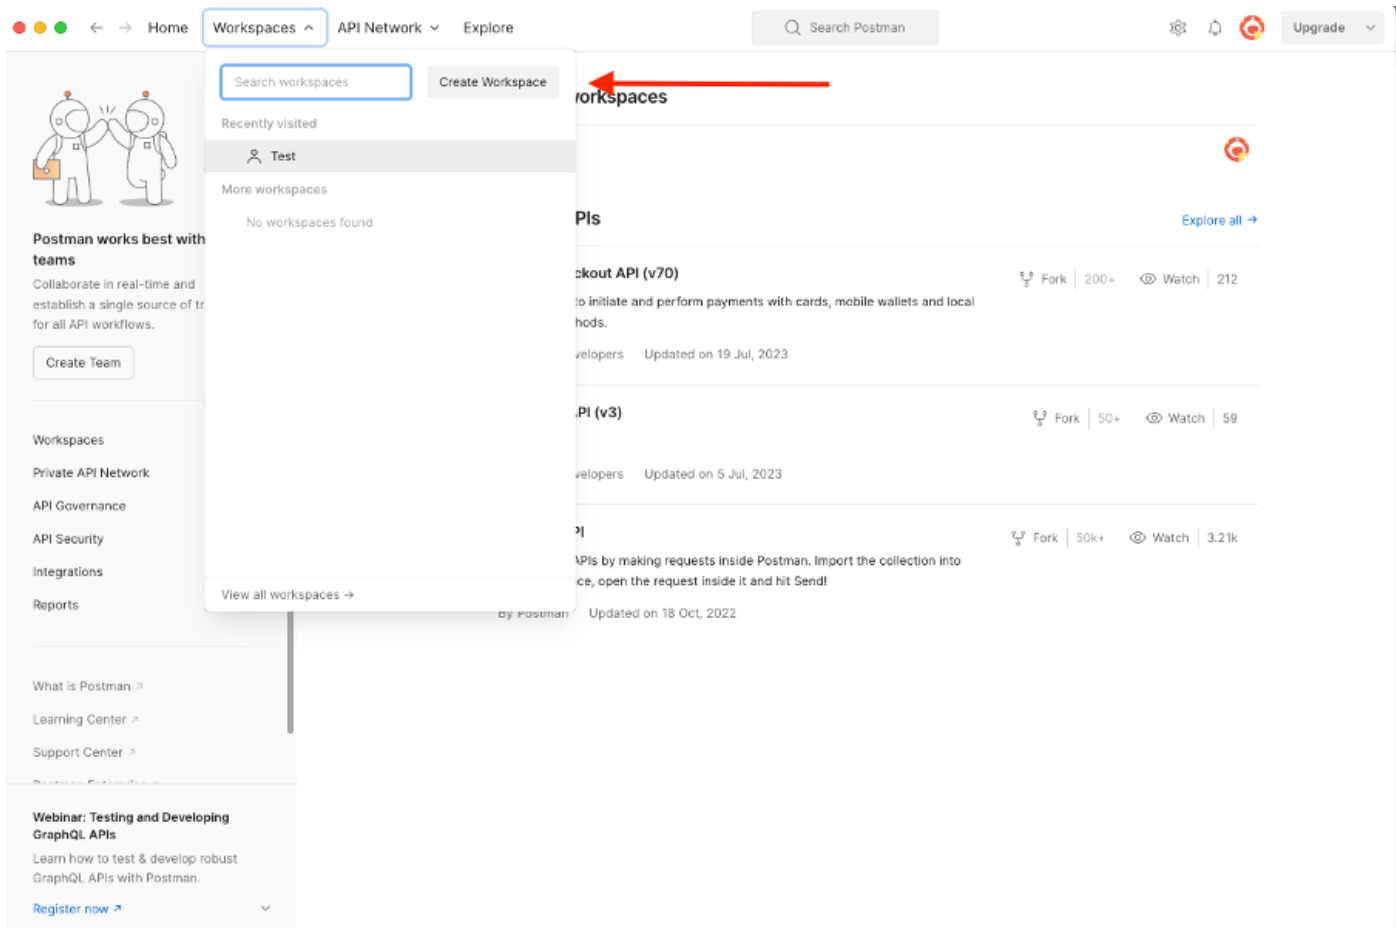 Home
Workspaces
API Network
Explore
Search Postman
Upgrade
Search workspaces
Create Workspace
Recently visited
Test
More workspaces
No workspaces found
View all workspaces →
Postman works best with
teams
Collaborate in real-time and
establish a single source of tr
for all API workflows.
Create Team
Workspaces
Private API Network
API Governance
API Security
Integrations
Reports
What is Postman
Learning Center
Support Center
Webinar: Testing and Developing
GraphQL APIs
Learn how to test & develop robust
GraphQL APIs with Postman.
Register now
orkspaces
PIs
Explore all →
ckout API (v70)
Fork 200+ Watch 212
to initiate and perform payments with cards, mobile wallets and local
hods.
velopers Updated on 19 Jul, 2023
PI (v3)
Fork 50+ Watch 59
velopers Updated on 5 Jul, 2023
PI
Fork 50k+ Watch 3.21k
APIs by making requests inside Postman. Import the collection into
ce, open the request inside it and hit Send!
By Postman Updated on 18 Oct, 2022